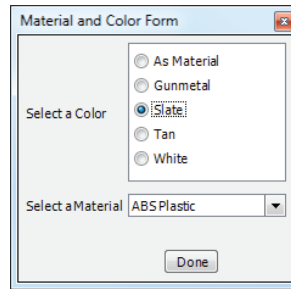 Material and Color Form
As Material
Gunmetal
Select a Color
Slate
Tan
White
Select a Material
ABS Plastic
Done